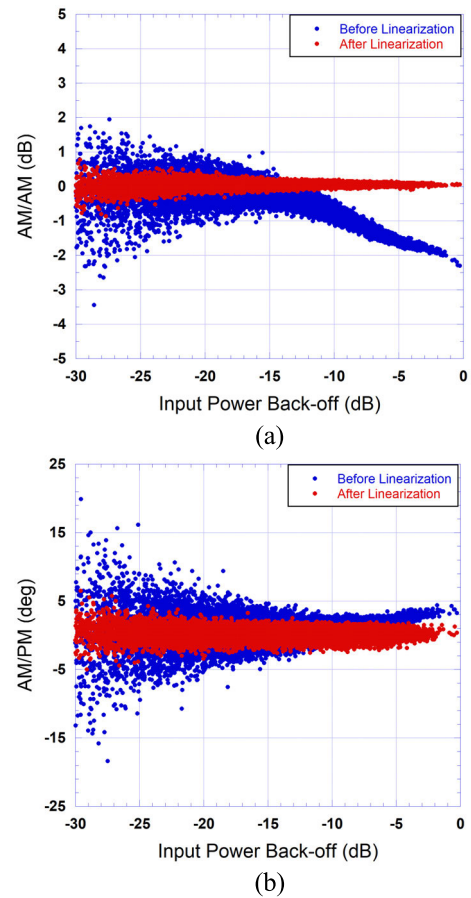 5
Before Linearization
After Linearization
4
3
2
1
0
-1
-2
-3
-4
-5
AM/AM (dB)
-30 -25 -20 -15 -10 -5 0
Input Power Back-off (dB)
(a)
25
Before Linearization
After Linearization
15
5
-5
-15
-25
AM/PM (deg)
-30 -25 -20 -15 -10 -5 0
Input Power Back-off (dB)
(b)